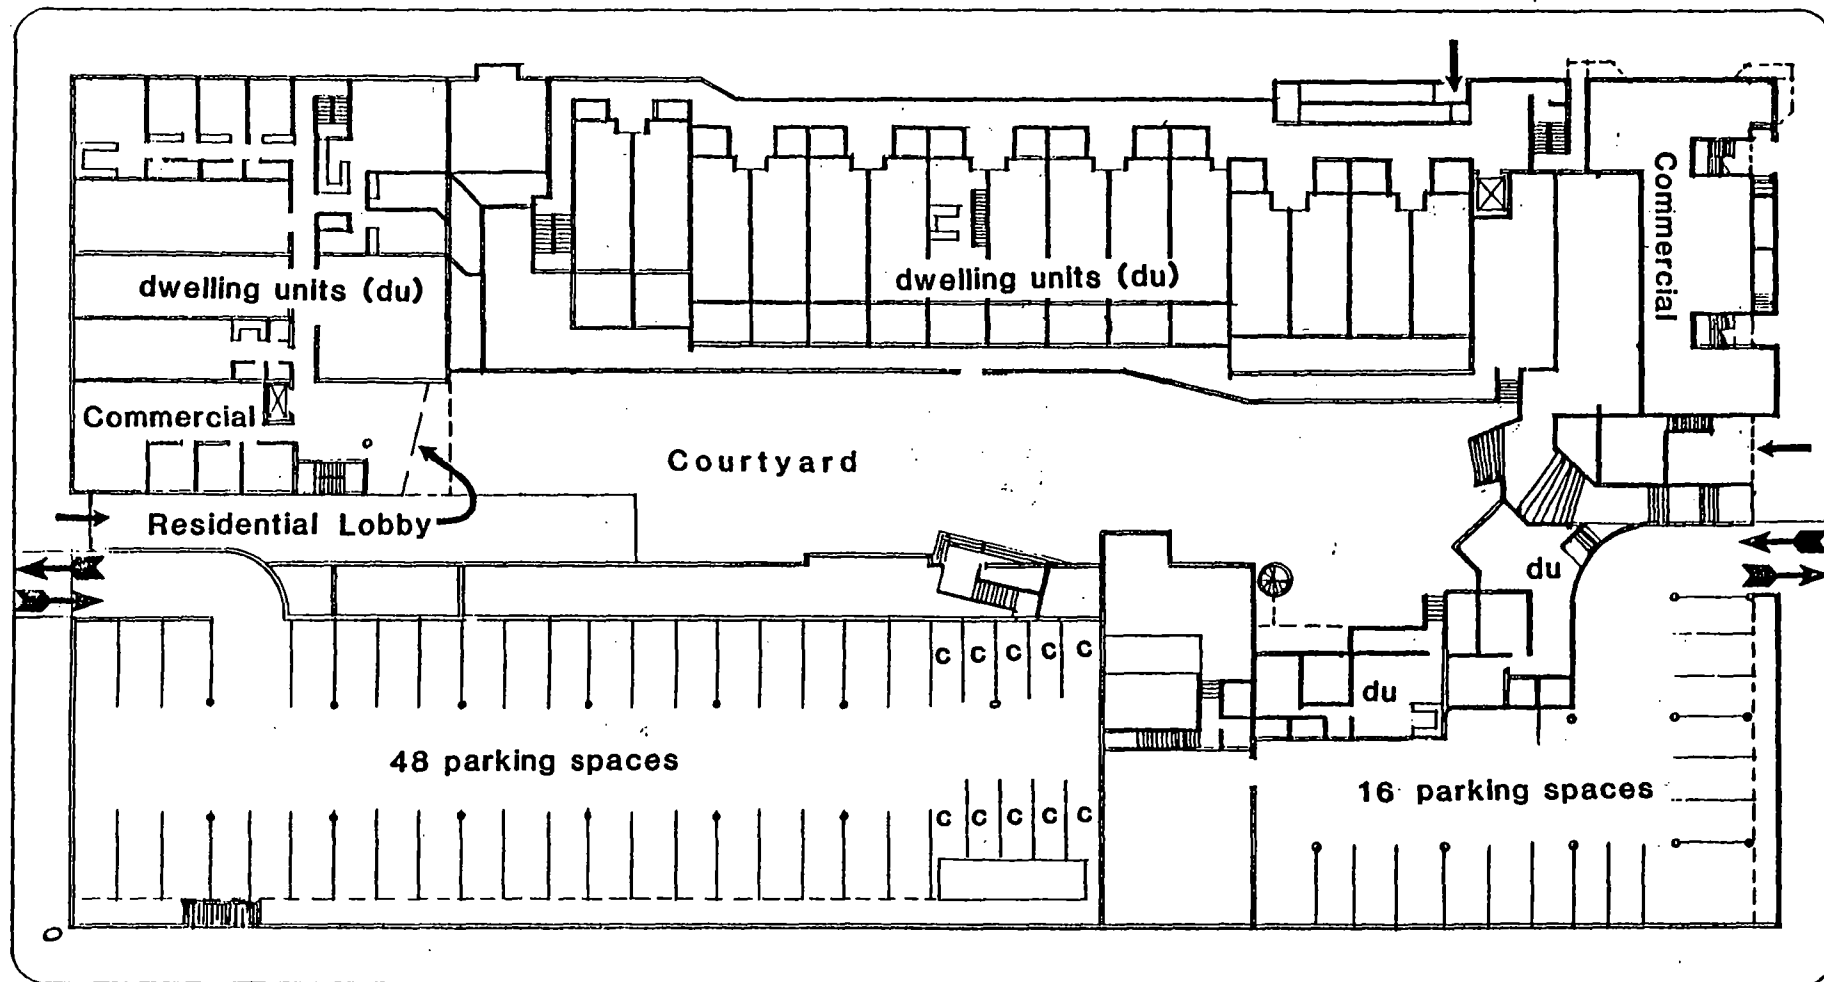 Commercial
dwelling units (du)
dwelling units (du)
Commercial
Courtyard
Residential Lobby
du
du
c c c c c
48 parking spaces
16 parking spaces
c c c c c